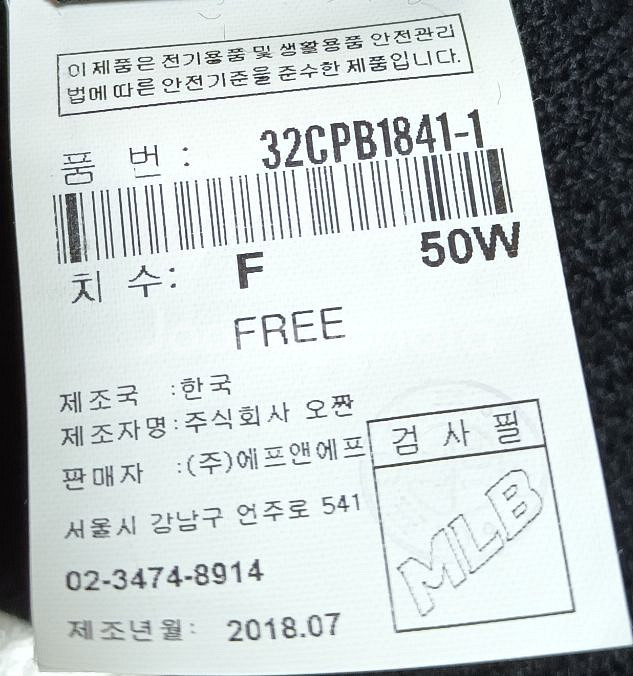 이 제품은 전기용품 및 생활용품 안전관리
법에 따른 안전기준을 준수한 제품입니다.
품 번 : 32CPB1841-1
치 수: F 50W
FREE
제조국 :한국
제조자명:주식회사 오짠
판매자 :(주)에프앤에프
검 사 필
서울시 강남구 언주로 541
MLB
02-3474-8914
제조년월: 2018.07